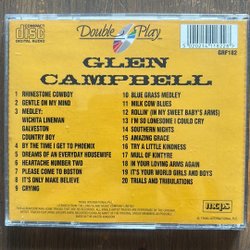 COMPACT
disc
DIGITAL AUDIO
Double Play
GRF182
GLEN
CAMPBELL
1 RHINESTONE COWBOY
2 GENTLE ON MY MIND
3 MEDLEY:
WICHITA LINEMAN
GALVESTON
COUNTRY BOY
4 BY THE TIME I GET TO PHOENIX
5 DREAMS OF AN EVERYDAY HOUSEWIFE
6 HEARTACHE NUMBER TWO
7 PLEASE COME TO BOSTON
8 IT'S ONLY MAKE BELIEVE
9 CRYING
10 BLUE GRASS MEDLEY
11 MILK COW BLUES
12 ROLLIN' (IN MY SWEET BABY'S ARMS)
13 I'M SO LONESOME I COULD CRY
14 SOUTHERN NIGHTS
15 AMAZING GRACE
16 TRY A LITTLE KINDNESS
17 MULL OF KINTYRE
18 IN YOUR LOVING ARMS AGAIN
19 IT'S YOUR WORLD GIRLS AND BOYS
20 TRIALS AND TRIBULATIONS
mcps